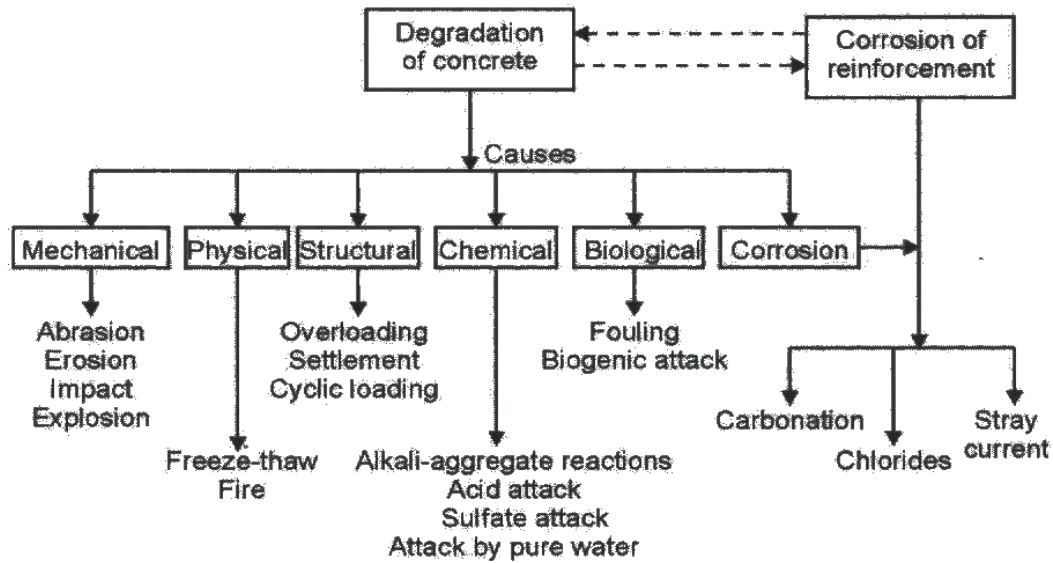 Degradation
of concrete
Corrosion of
reinforcement
Causes
Mechanical
Physical
Structural
Chemical
Biological
Corrosion
Abrasion
Erosion
Impact
Explosion
Freeze-thaw
Fire
Overloading
Settlement
Cyclic loading
Alkali-aggregate reactions
Acid attack
Sulfate attack
Attack by pure water
Fouling
Biogenic attack
Carbonation
Chlorides
Stray
current